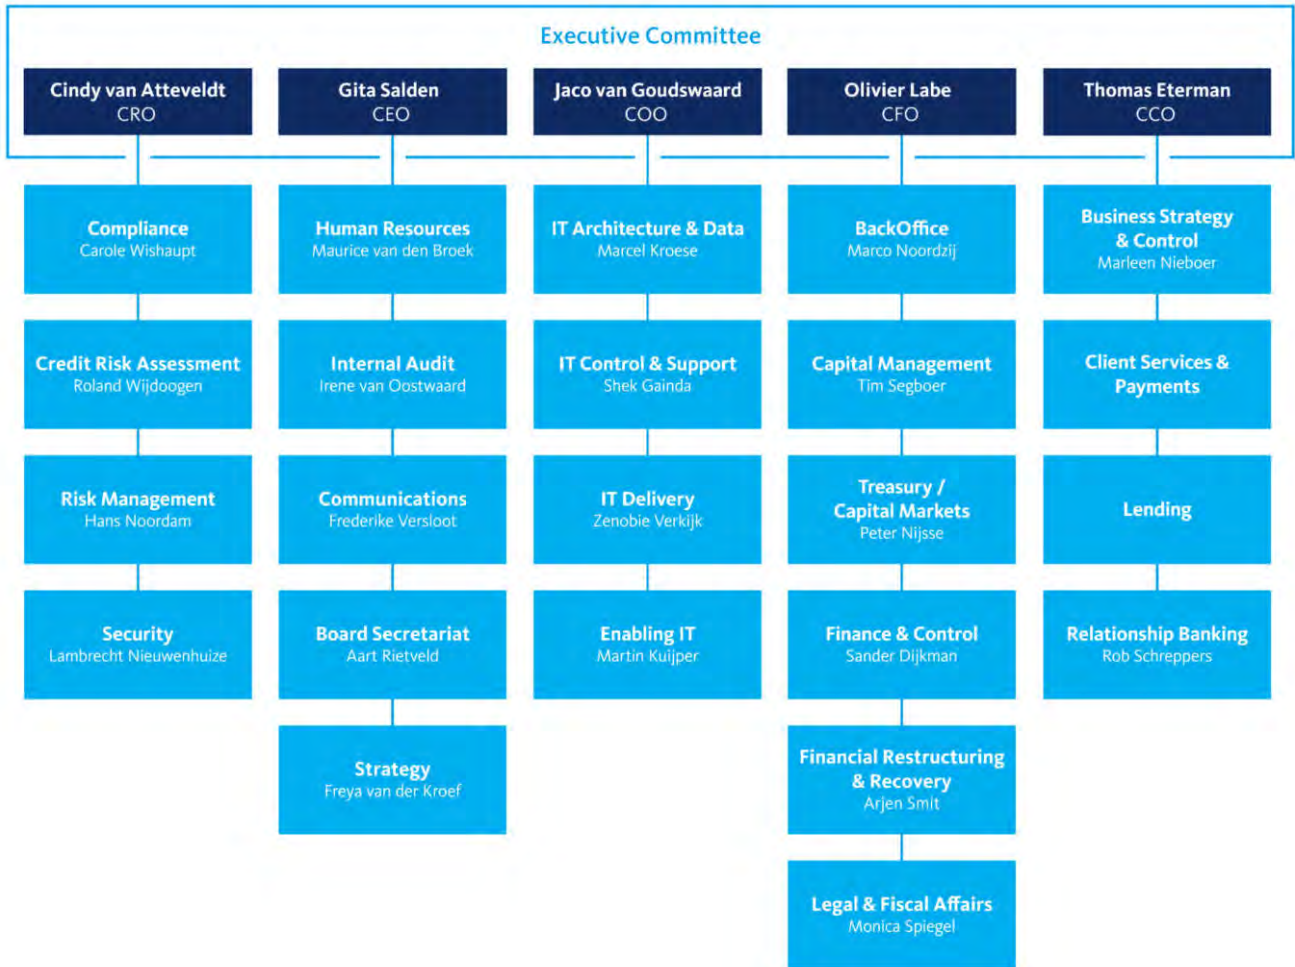 Executive Committee
Cindy van Atteveldt
CRO
Gita Salden
CEO
Jaco van Goudswaard
COO
Olivier Labe
CFO
Thomas Eterman
CCO
Compliance
Carole Wishaupt
Human Resources
Maurice van den Broek
IT Architecture & Data
Marcel Kroese
BackOffice
Marco Noordzij
Business Strategy
& Control
Marleen Nieboer
Credit Risk Assessment
Roland Wijdoogen
Internal Audit
Irene van Oostwaard
IT Control & Support
Shek Gainda
Capital Management
Tim Segboer
Client Services &
Payments
Risk Management
Hans Noordam
Communications
Frederike Versloot
IT Delivery
Zenobie Verkijk
Treasury /
Capital Markets
Peter Nijsse
Lending
Security
Lambrecht Nieuwenhuize
Board Secretariat
Aart Rietveld
Enabling IT
Martin Kuijper
Finance & Control
Sander Dijkman
Relationship Banking
Rob Schreppers
Strategy
Freya van der Kroef
Financial Restructuring
& Recovery
Arjen Smit
Legal & Fiscal Affairs
Monica Spiegel